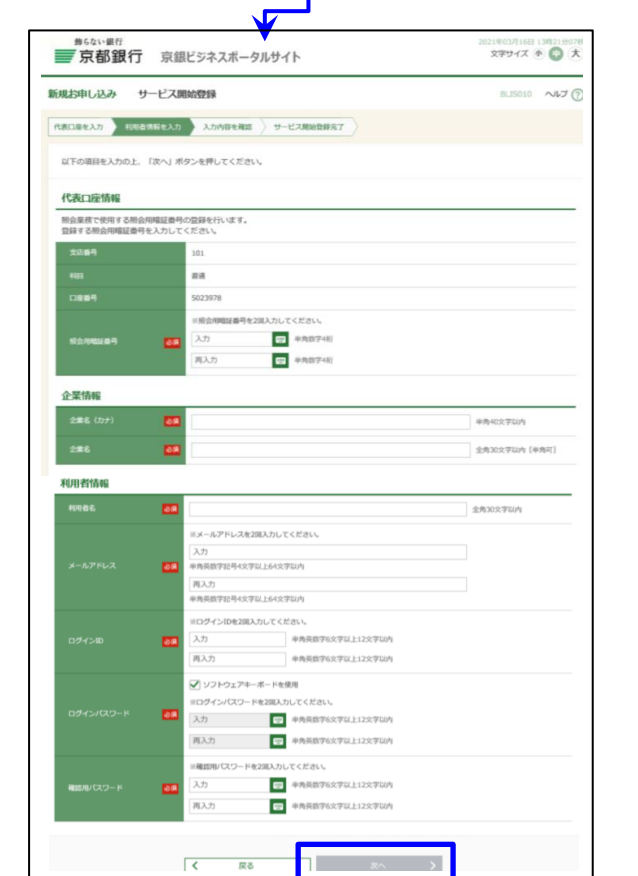 飾らない銀行
京都銀行 京銀ビジネスポータルサイト
2021年03月16日 13時21分07秒
文字サイズ 小 中 大
新規お申し込み サービス開始登録
BLIS010 ヘルプ ?
代表口座を入力 利用者情報を入力 入力内容を確認 サービス開始登録完了
以下の項目を入力の上、「次へ」ボタンを押してください。
代表口座情報
照会業務で使用する照会用暗証番号の登録を行います。
登録する照会用暗証番号を入力してください。
支店番号 101
科目 普通
口座番号 5023978
※照会用暗証番号を2回入力してください。
照会用暗証番号 必須
入力 半角数字4桁
再入力 半角数字4桁
企業情報
企業名（カナ） 必須 半角40文字以内
企業名 必須 全角30文字以内［半角可］
利用者情報
利用者名 必須 全角30文字以内
※メールアドレスを2回入力してください。
メールアドレス 必須
入力
半角英数字記号4文字以上64文字以内
再入力
半角英数字記号4文字以上64文字以内
※ログインIDを2回入力してください。
ログインID 必須
入力 半角英数字6文字以上12文字以内
再入力 半角英数字6文字以上12文字以内
ソフトウェアキーボードを使用
※ログインパスワードを2回入力してください。
ログインパスワード 必須
入力 半角英数字6文字以上12文字以内
再入力 半角英数字6文字以上12文字以内
※確認用パスワードを2回入力してください。
確認用パスワード 必須
入力 半角英数字6文字以上12文字以内
再入力 半角英数字6文字以上12文字以内
戻る 次へ